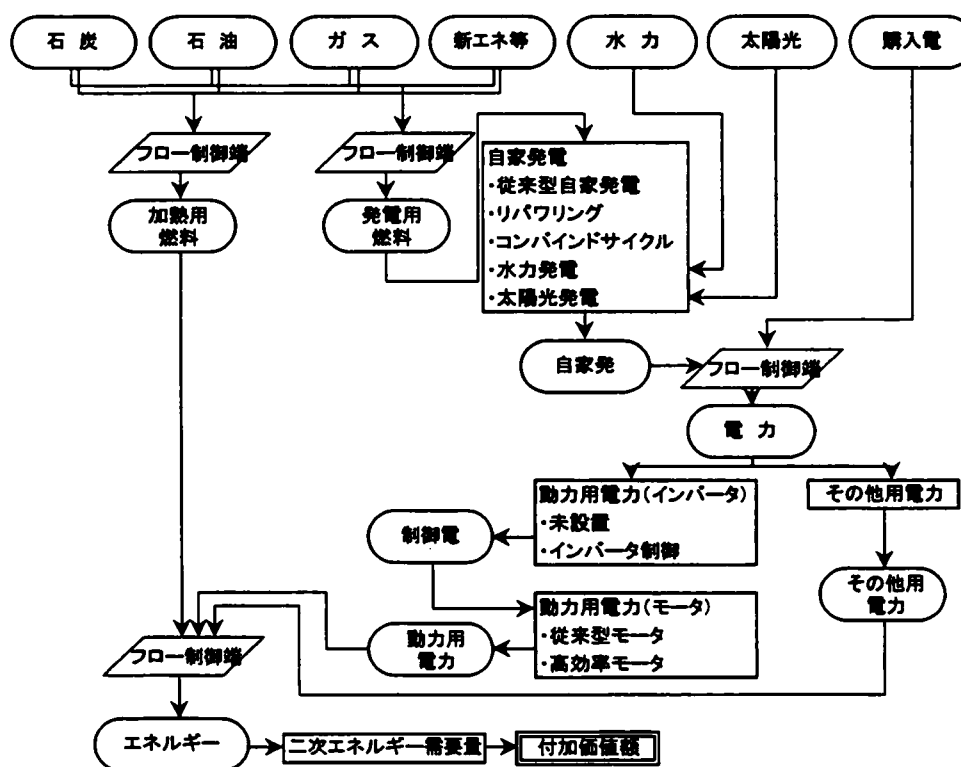 石 炭
石 油
ガ ス
新エネ等
水 力
太陽光
購入電
フロー制御端
フロー制御端
自家発電
・従来型自家発電
・リパワリング
・コンバインドサイクル
・水力発電
・太陽光発電
加熱用
燃料
発電用
燃料
自家発
フロー制御端
電 力
動力用電力(インバータ)
・未設置
・インバータ制御
その他用電力
制御電
その他用
電力
動力用電力(モータ)
・従来型モータ
・高効率モータ
動力用
電力
フロー制御端
エネルギー
二次エネルギー需要量
付加価値額